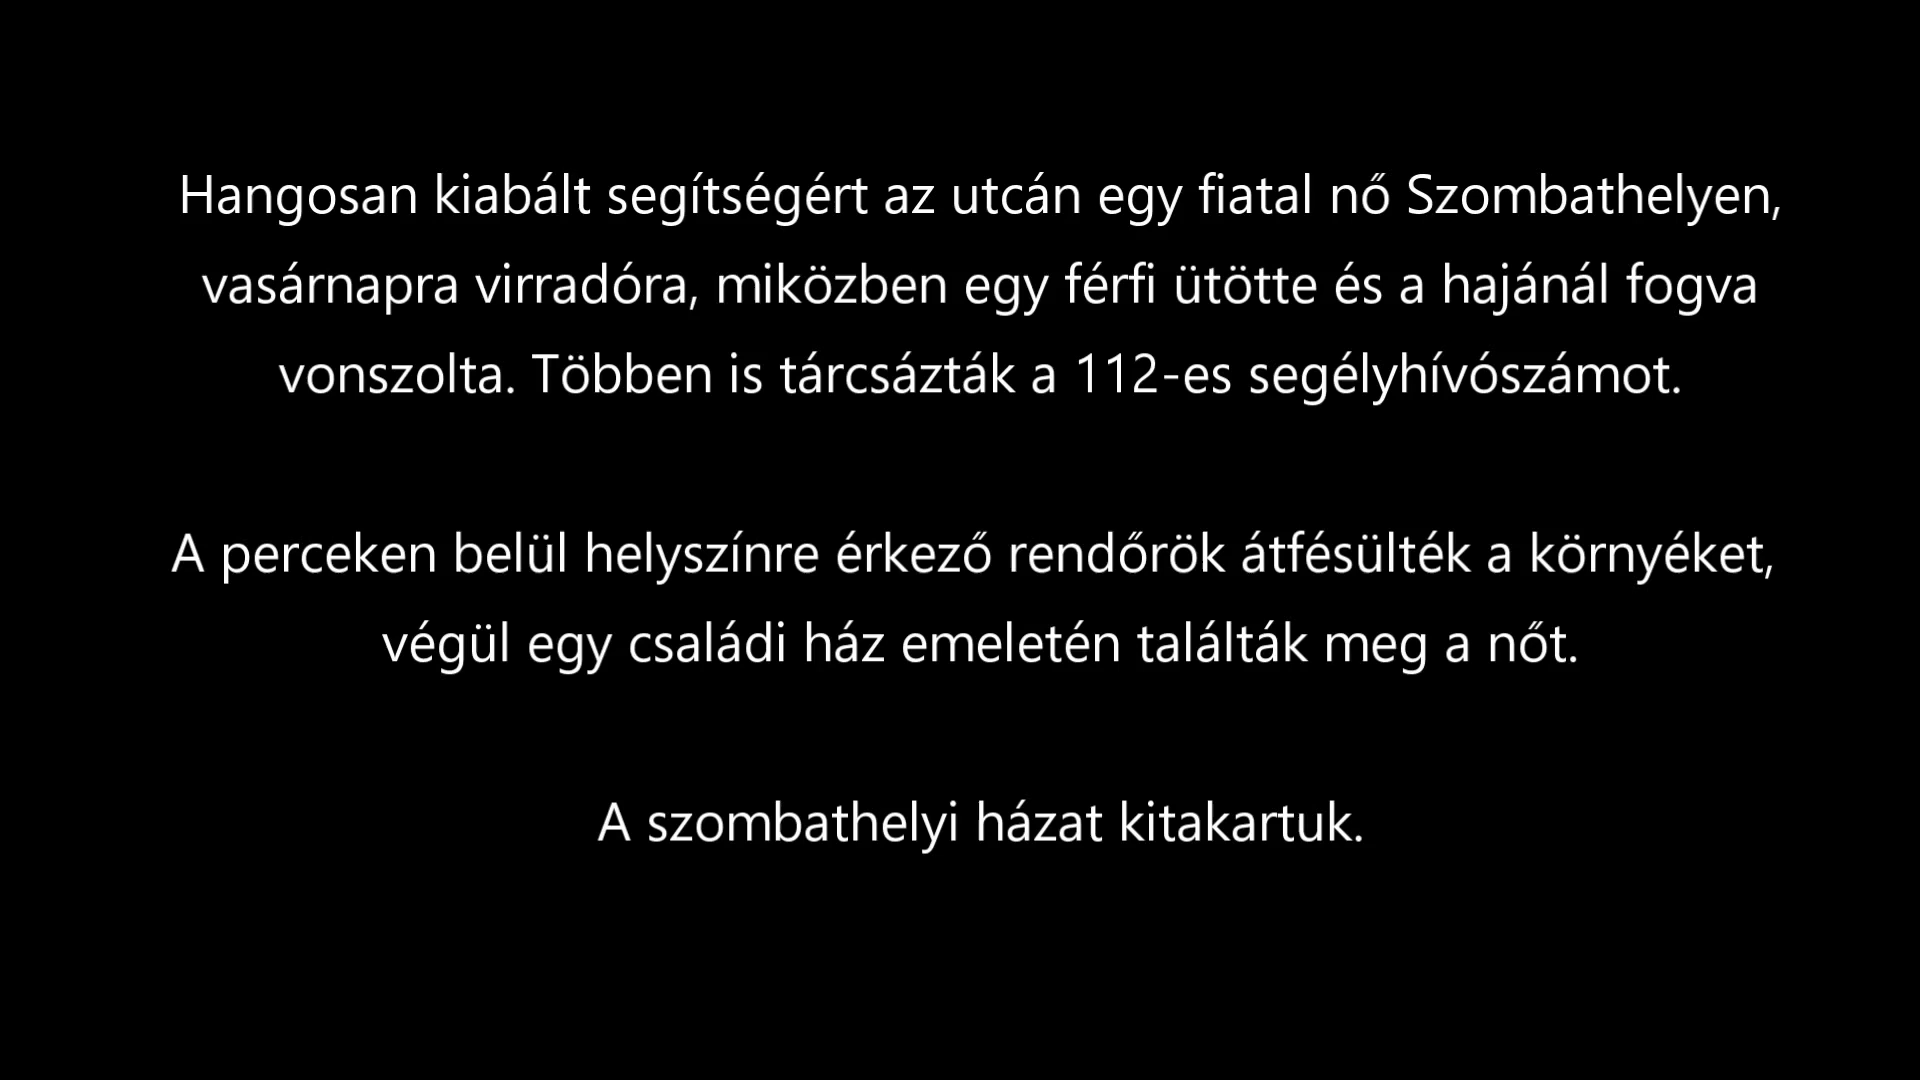 Hangosan kiabált segítségért az utcán egy fiatal nő Szombathelyen,
vasárnapra virradóra, miközben egy férfi ütötte és a hajánál fogva
vonszolta. Többen is tárcsázták a 112-es segélyhívószámot.
A perceken belül helyszínre érkező rendőrök átfésülték a környéket,
végül egy családi ház emeletén találták meg a nőt.
A szombathelyi házat kitakartuk.